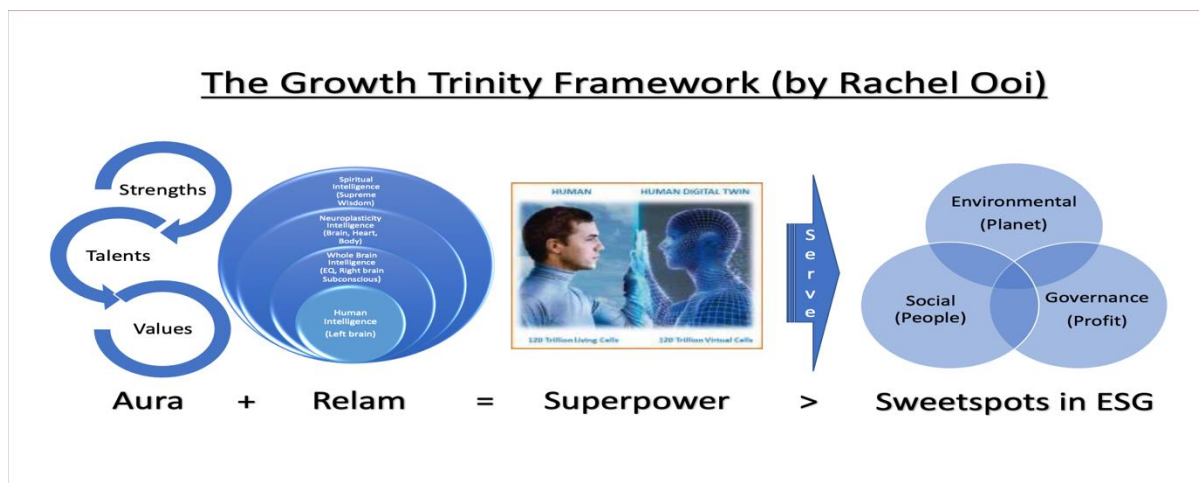 The Growth Trinity Framework (by Rachel Ooi)
Strengths
Talents
Values
Spiritual
Intelligence
(Supreme
Wisdom)
Neuroplasticity
Intelligence
(Brain, Heart,
Body)
Whole Brain
Intelligence
(EQ, Right brain
Subconscious)
Human
Intelligence
(Left brain)
HUMAN
HUMAN DIGITAL TWIN
120 Trillion Living Cells
120 Trillion Virtual Cells
Serve
Environmental
(Planet)
Social
(People)
Governance
(Profit)
Aura + Relam = Superpower > Sweetspots in ESG